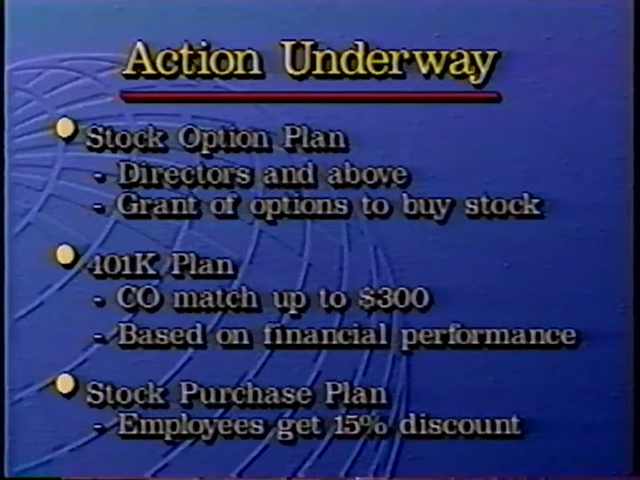 Action Underway
Stock Option Plan
- Directors and above
- Grant of options to buy stock
401K Plan
- CO match up to $300
- Based on financial performance
Stock Purchase Plan
- Employees get 15% discount